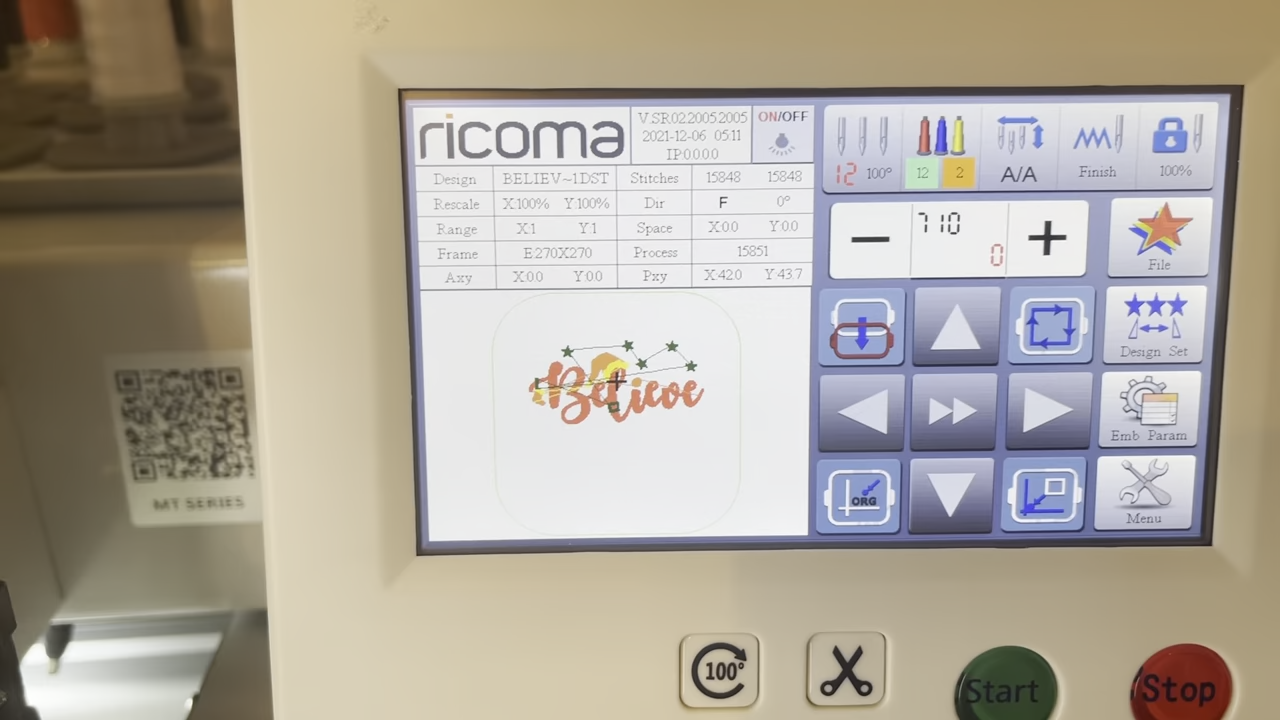 ricoma
V.SR02.2005.2005
2021-12-06 05:11
IP:0.0.0.0
ON/OFF
Design BELIEV~1.DST Stitches 15848 15848
Rescale X:100% Y:100% Dir F 0°
Range X:1 Y:1 Space X:0.0 Y:0.0
Frame E:270X270 Process 15851
Axy X:0.0 Y:0.0 Pxy X:42.0 Y:43.7
Believe
12 100°
12 2
A/A
Finish
100%
− 710 +
0
File
Design Set
Emb Param
ORG
Menu
MT SERIES
100°
Start
Stop